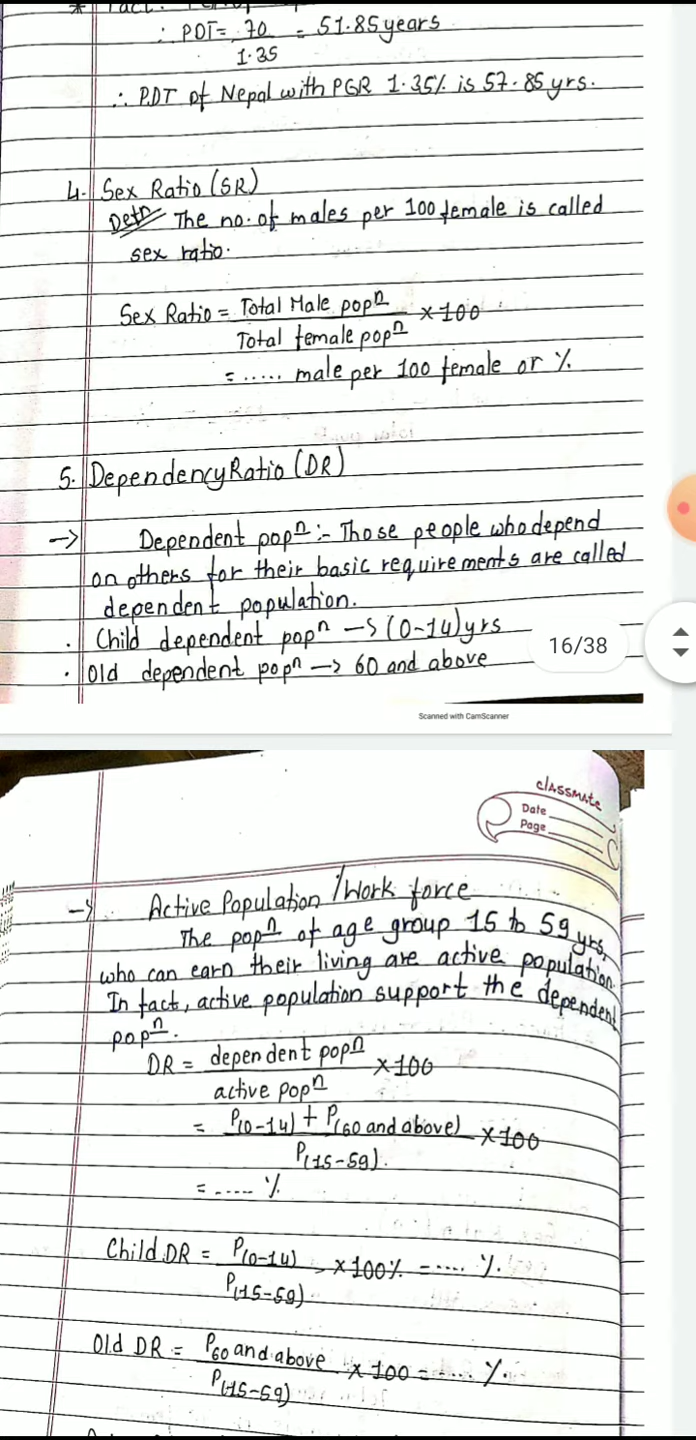 ∴ PDT = 70/1.35 = 51.85 years
∴ PDT of Nepal with PGR 1.35% is 57.85 yrs.
4. Sex Ratio (SR)
Defn The no. of males per 100 female is called
sex ratio.
Sex Ratio = Total Male popn / Total female popn × 100
= ..... male per 100 female or %
5. Dependency Ratio (DR)
→ Dependent popn :- Those people who depend
on others for their basic requirements are called
dependent population.
· Child dependent popn → (0-14) yrs
· Old dependent popn → 60 and above
16/38
Scanned with CamScanner
classmate
Date
Page
→ Active Population / Work force
The popn of age group 15 to 59 yrs,
who can earn their living are active population.
In fact, active population support the dependent
popn.
DR = dependent popn / active popn × 100
= P(0-14) + P(60 and above) / P(15-59) × 100
= ..... %
Child DR = P(0-14) / P(15-59) × 100% = .... %.
Old DR = P60 and above / P(15-59) × 100 = .... %.